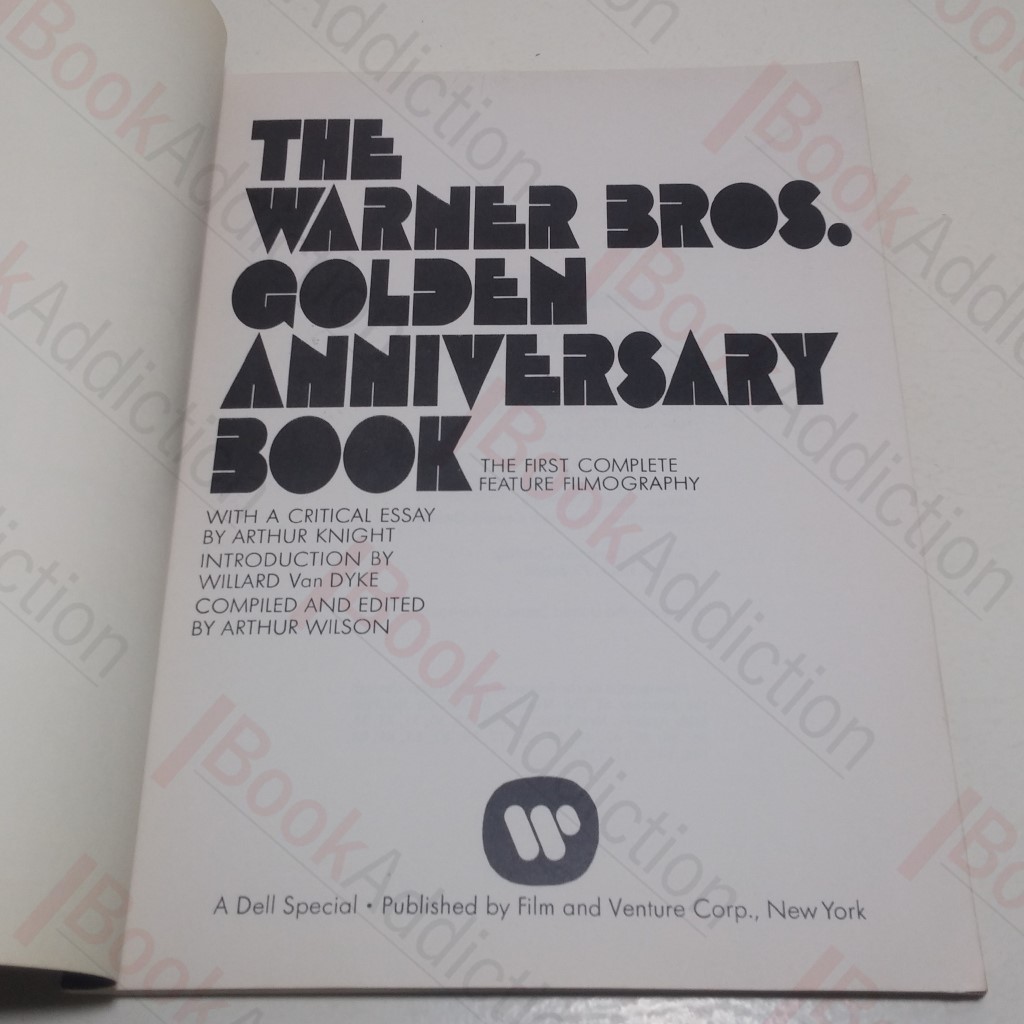 THE
WARNER BROS.
GOLDEN
ANNIVERSARY
BOOK
THE FIRST COMPLETE
FEATURE FILMOGRAPHY
WITH A CRITICAL ESSAY
BY ARTHUR KNIGHT
INTRODUCTION BY
WILLARD Van DYKE
COMPILED AND EDITED
BY ARTHUR WILSON
W
A Dell Special • Published by Film and Venture Corp., New York
BookAddiction